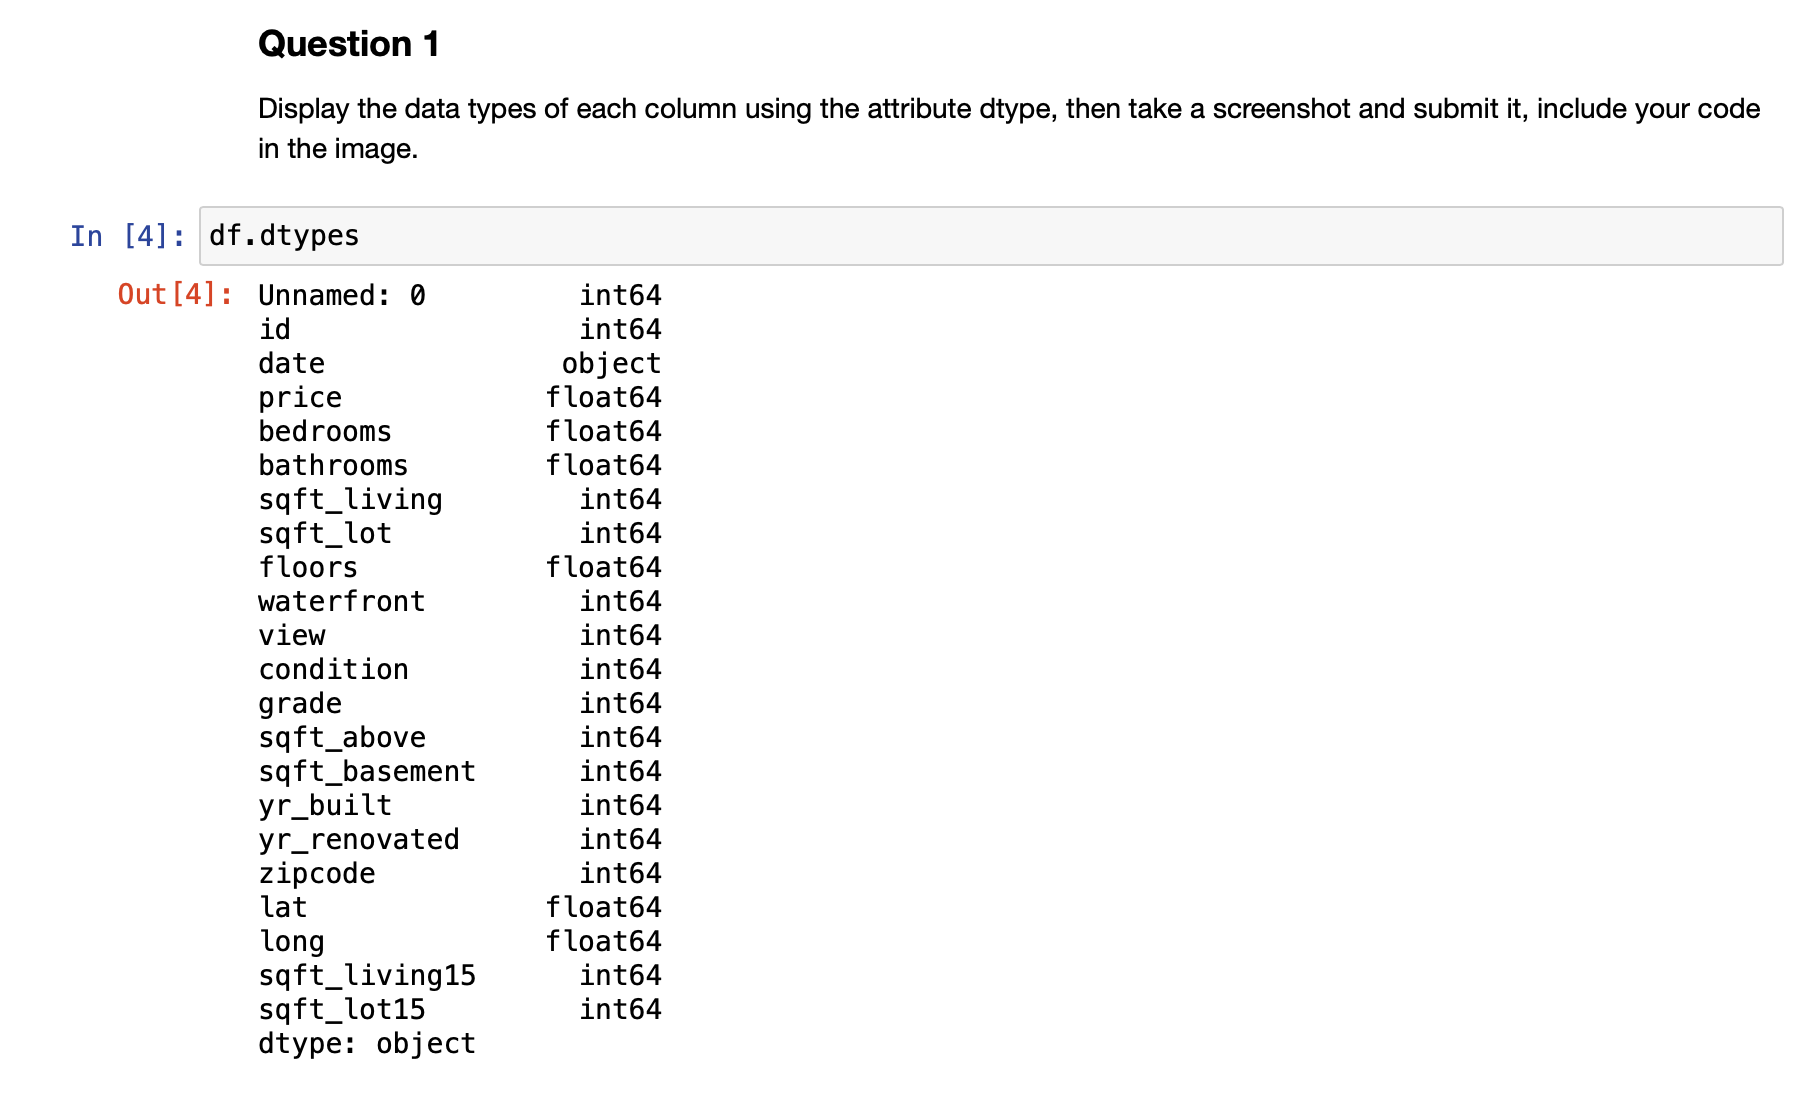 Question 1
Display the data types of each column using the attribute dtype, then take a screenshot and submit it, include your code
in the image.
In [4]: df.dtypes
Out[4]: Unnamed: 0 int64
id int64
date object
price float64
bedrooms float64
bathrooms float64
sqft_living int64
sqft_lot int64
floors float64
waterfront int64
view int64
condition int64
grade int64
sqft_above int64
sqft_basement int64
yr_built int64
yr_renovated int64
zipcode int64
lat float64
long float64
sqft_living15 int64
sqft_lot15 int64
dtype: object